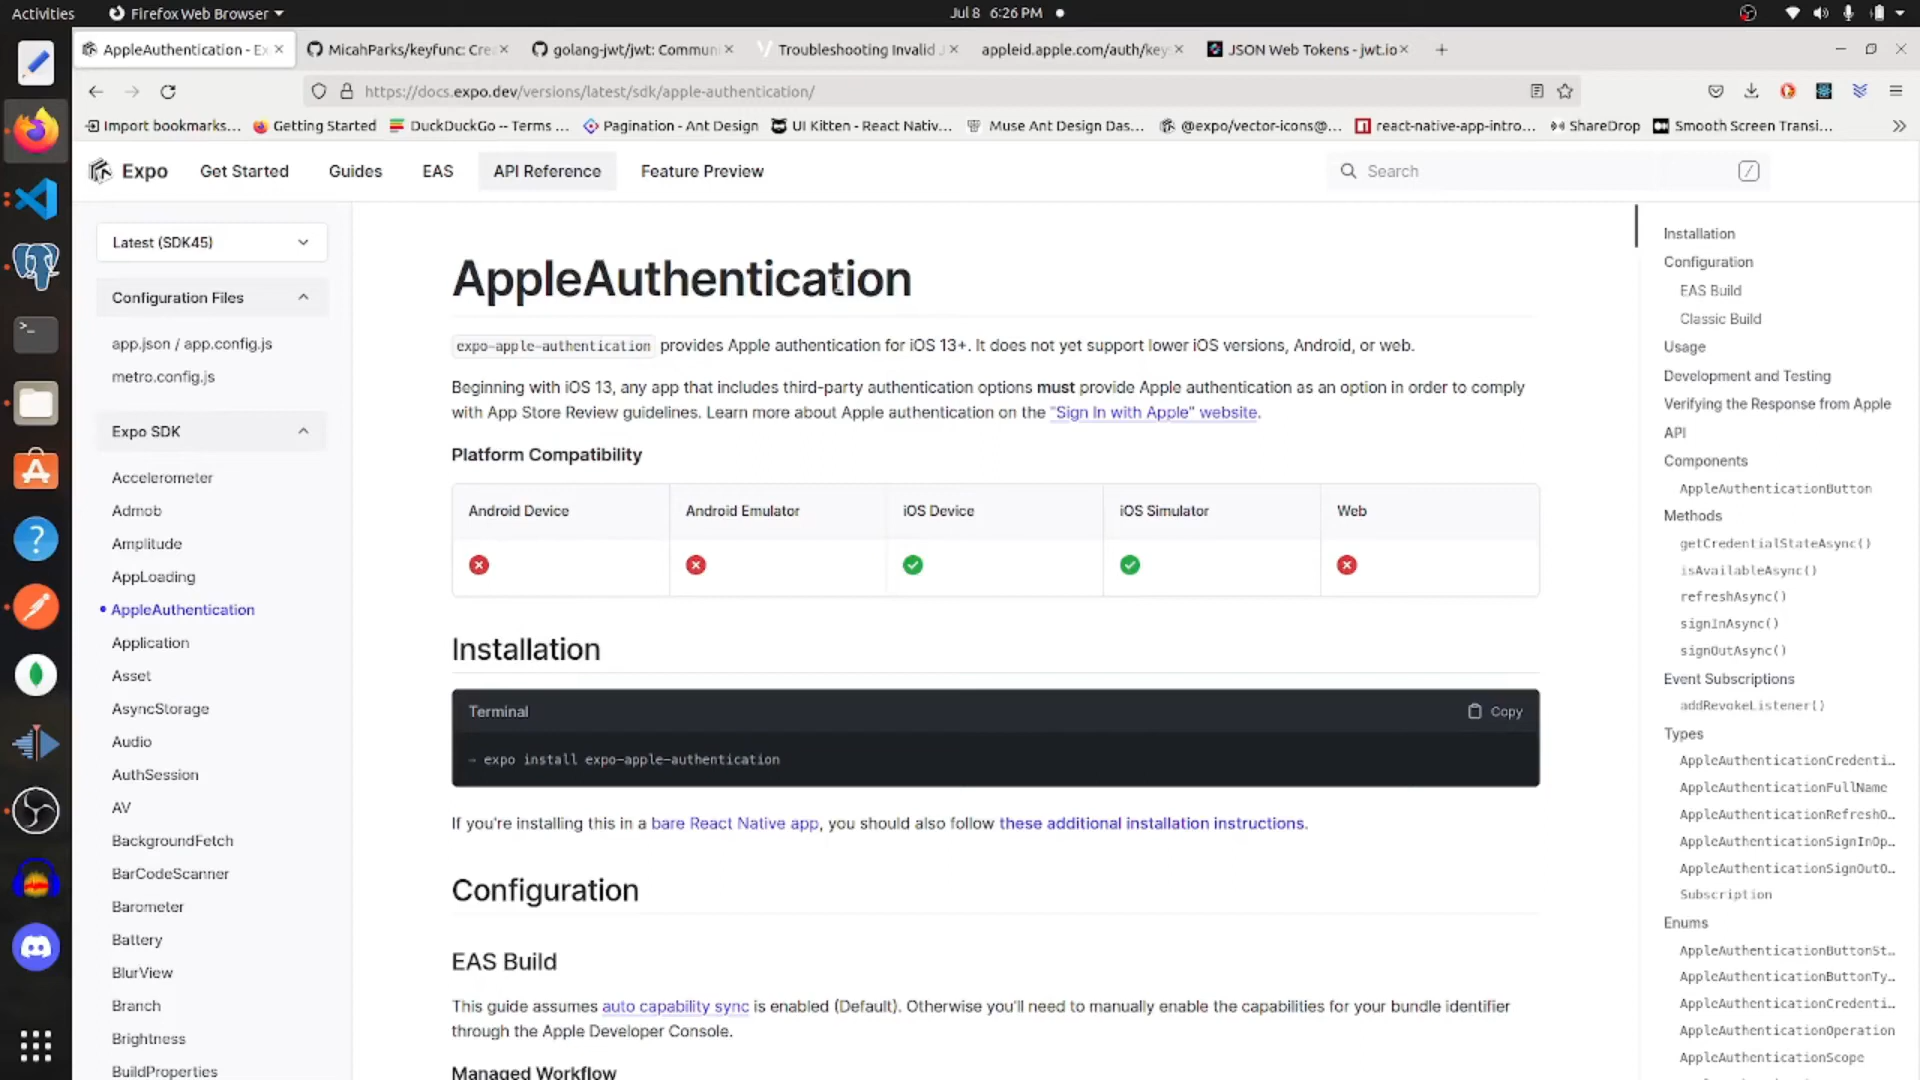 Activities
Firefox Web Browser
Jul 8 6:26 PM
AppleAuthentication - Ex
MicahParks/keyfunc: Cre
golang-jwt/jwt: Commun
Troubleshooting Invalid J
appleid.apple.com/auth/key
JSON Web Tokens - jwt.io
https://docs.expo.dev/versions/latest/sdk/apple-authentication/
Import bookmarks...
Getting Started
DuckDuckGo -- Terms ...
Pagination - Ant Design
UI Kitten - React Nativ...
Muse Ant Design Das...
@expo/vector-icons@...
react-native-app-intro...
ShareDrop
Smooth Screen Transi...
Expo
Get Started
Guides
EAS
API Reference
Feature Preview
Search
/
Latest (SDK45)
Configuration Files
app.json / app.config.js
metro.config.js
Expo SDK
Accelerometer
Admob
Amplitude
AppLoading
AppleAuthentication
Application
Asset
AsyncStorage
Audio
AuthSession
AV
BackgroundFetch
BarCodeScanner
Barometer
Battery
BlurView
Branch
Brightness
BuildProperties
AppleAuthentication
expo-apple-authentication provides Apple authentication for iOS 13+. It does not yet support lower iOS versions, Android, or web.
Beginning with iOS 13, any app that includes third-party authentication options must provide Apple authentication as an option in order to comply
with App Store Review guidelines. Learn more about Apple authentication on the "Sign In with Apple" website.
Platform Compatibility
Android Device
Android Emulator
iOS Device
iOS Simulator
Web
Installation
Terminal
Copy
→ expo install expo-apple-authentication
If you're installing this in a bare React Native app, you should also follow these additional installation instructions.
Configuration
EAS Build
This guide assumes auto capability sync is enabled (Default). Otherwise you'll need to manually enable the capabilities for your bundle identifier
through the Apple Developer Console.
Managed Workflow
Installation
Configuration
EAS Build
Classic Build
Usage
Development and Testing
Verifying the Response from Apple
API
Components
AppleAuthenticationButton
Methods
getCredentialStateAsync()
isAvailableAsync()
refreshAsync()
signInAsync()
signOutAsync()
Event Subscriptions
addRevokeListener()
Types
AppleAuthenticationCredenti...
AppleAuthenticationFullName
AppleAuthenticationRefreshO...
AppleAuthenticationSignInOp...
AppleAuthenticationSignOutO...
Subscription
Enums
AppleAuthenticationButtonSt...
AppleAuthenticationButtonTy...
AppleAuthenticationCredenti...
AppleAuthenticationOperation
AppleAuthenticationScope